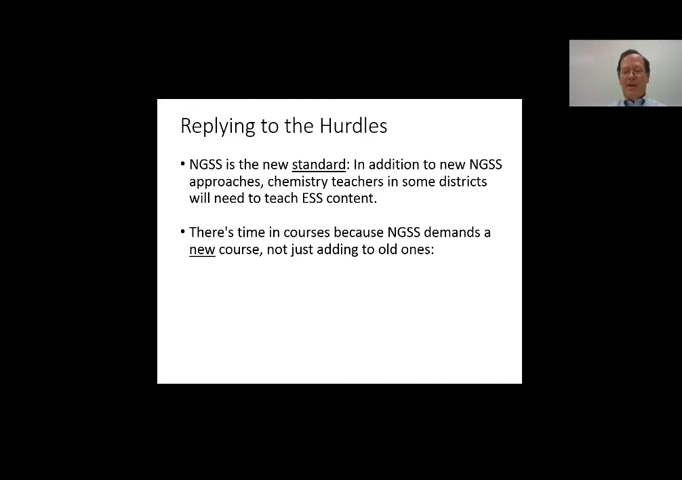 Replying to the Hurdles
• NGSS is the new standard: In addition to new NGSS
approaches, chemistry teachers in some districts
will need to teach ESS content.
• There's time in courses because NGSS demands a
new course, not just adding to old ones: